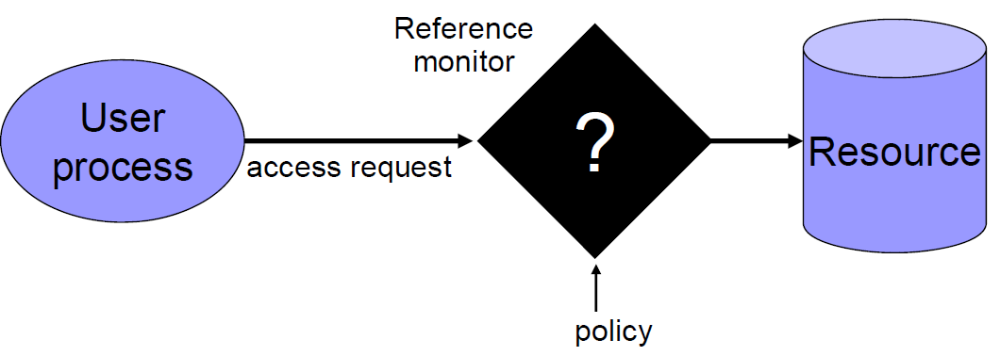 Reference
monitor
User
process
access request
?
Resource
policy